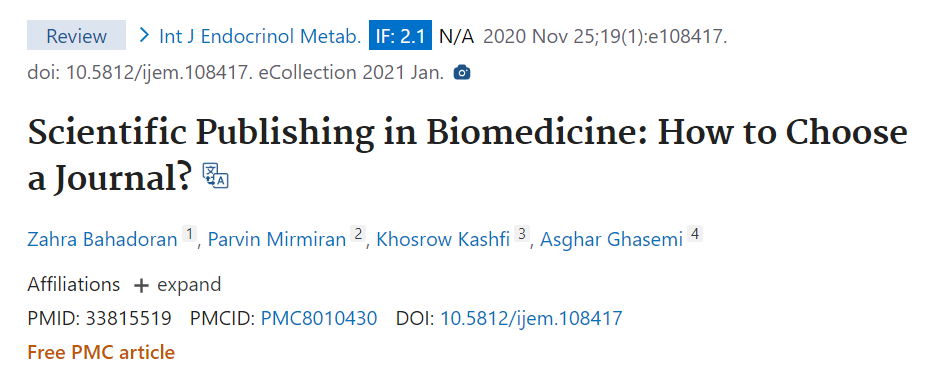 Review > Int J Endocrinol Metab. IF: 2.1 N/A 2020 Nov 25;19(1):e108417.
doi: 10.5812/ijem.108417. eCollection 2021 Jan.
Scientific Publishing in Biomedicine: How to Choose
a Journal?
Zahra Bahadoran 1, Parvin Mirmiran 2, Khosrow Kashfi 3, Asghar Ghasemi 4
Affiliations + expand
PMID: 33815519 PMCID: PMC8010430 DOI: 10.5812/ijem.108417
Free PMC article